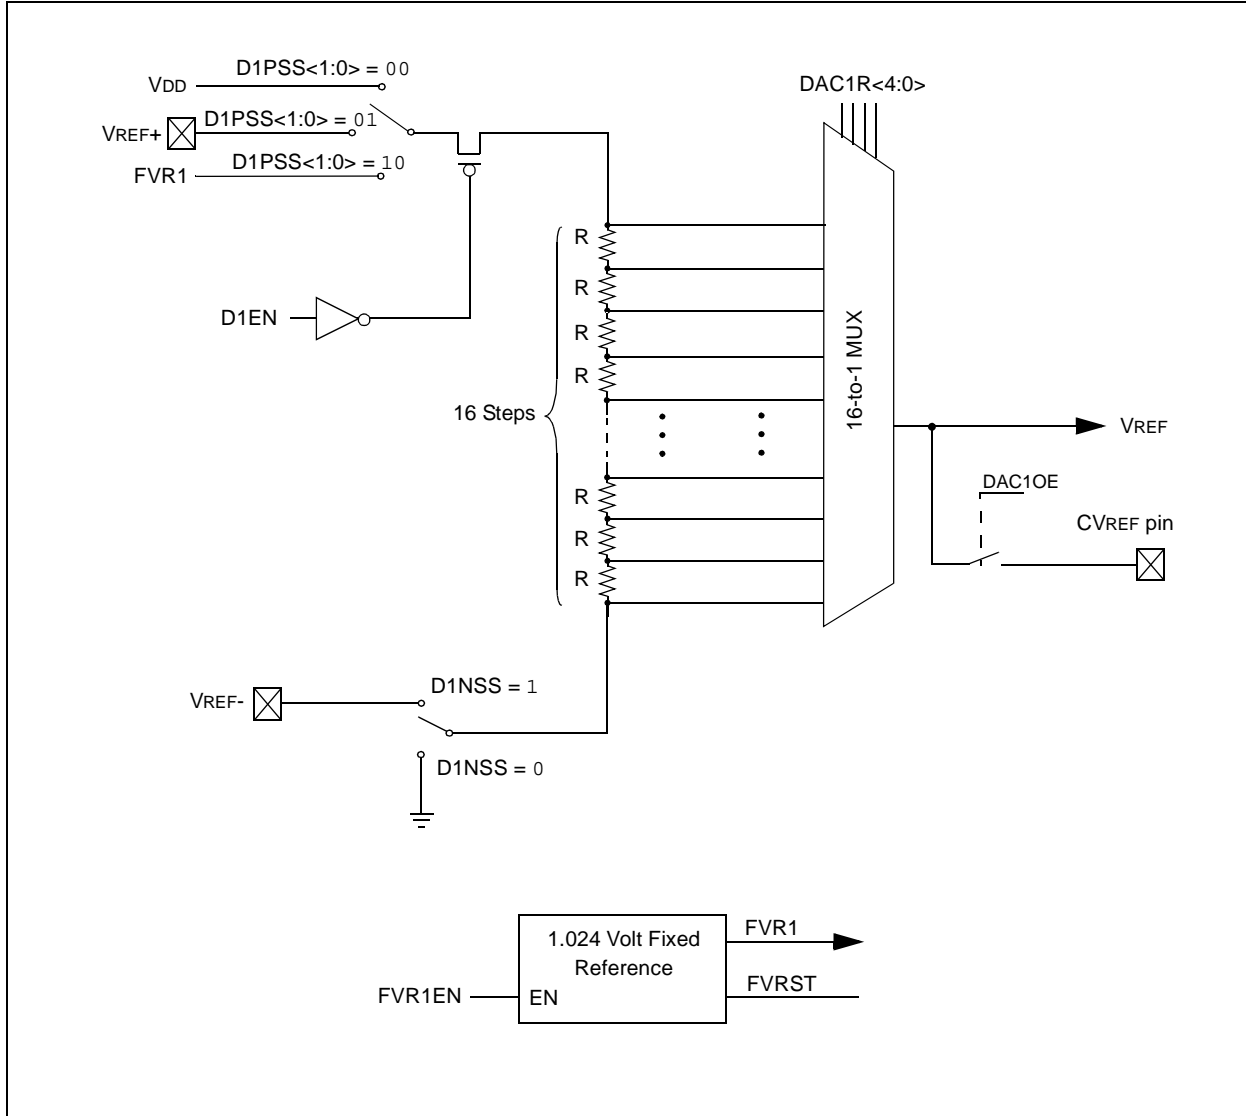 D1PSS<1:0> = 00
VDD
D1PSS<1:0> = 01
VREF+
D1PSS<1:0> = 10
FVR1
DAC1R<4:0>
R
R
D1EN
R
R
16 Steps
16-to-1 MUX
VREF
R
DAC1OE
R
CVREF pin
R
D1NSS = 1
VREF-
D1NSS = 0
1.024 Volt Fixed
Reference
FVR1
FVR1EN
EN
FVRST